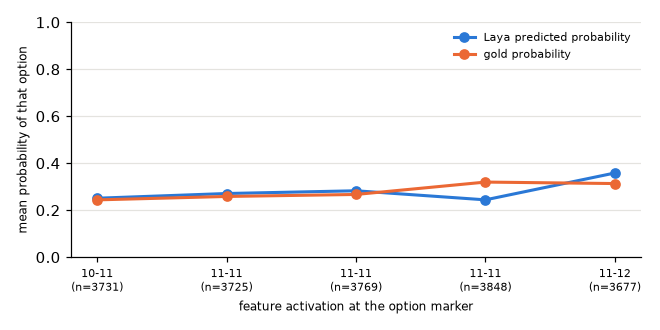 1.0
0.8
0.6
0.4
0.2
0.0
mean probability of that option
Laya predicted probability
gold probability
10-11 11-11 11-11 11-11 11-12
(n=3731) (n=3725) (n=3769) (n=3848) (n=3677)
feature activation at the option marker